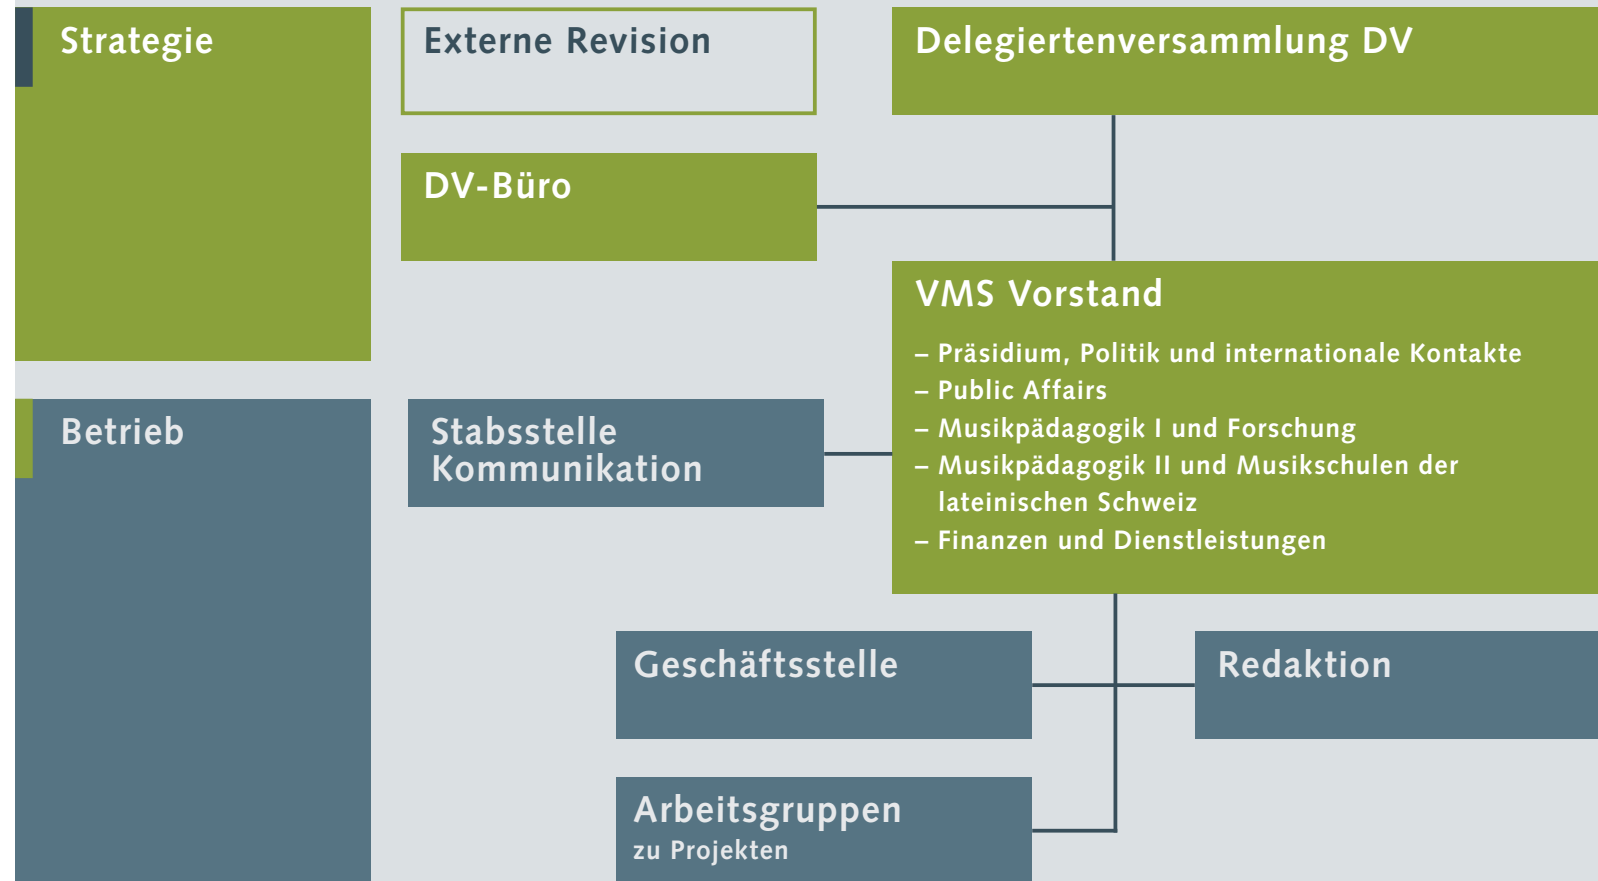 Strategie
Externe Revision
Delegiertenversammlung DV
DV-Büro
VMS Vorstand
– Präsidium, Politik und internationale Kontakte
– Public Affairs
– Musikpädagogik I und Forschung
– Musikpädagogik II und Musikschulen der
lateinischen Schweiz
– Finanzen und Dienstleistungen
Betrieb
Stabsstelle
Kommunikation
Geschäftsstelle
Redaktion
Arbeitsgruppen
zu Projekten